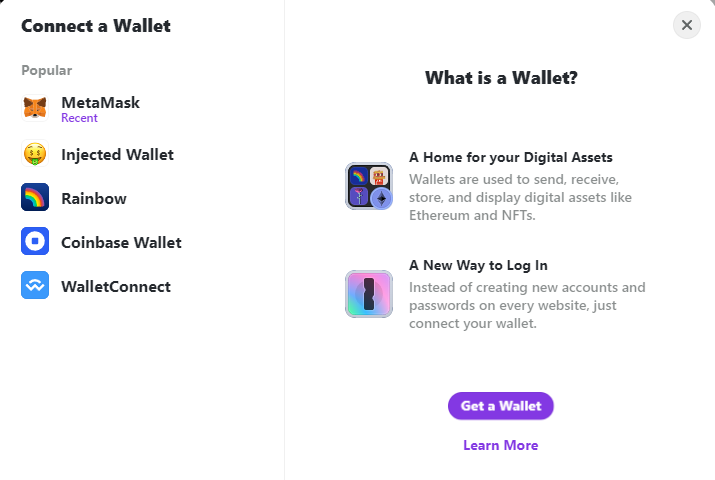 Connect a Wallet
Popular
MetaMask
Recent
Injected Wallet
Rainbow
Coinbase Wallet
WalletConnect
What is a Wallet?
A Home for your Digital Assets
Wallets are used to send, receive,
store, and display digital assets like
Ethereum and NFTs.
A New Way to Log In
Instead of creating new accounts and
passwords on every website, just
connect your wallet.
Get a Wallet
Learn More